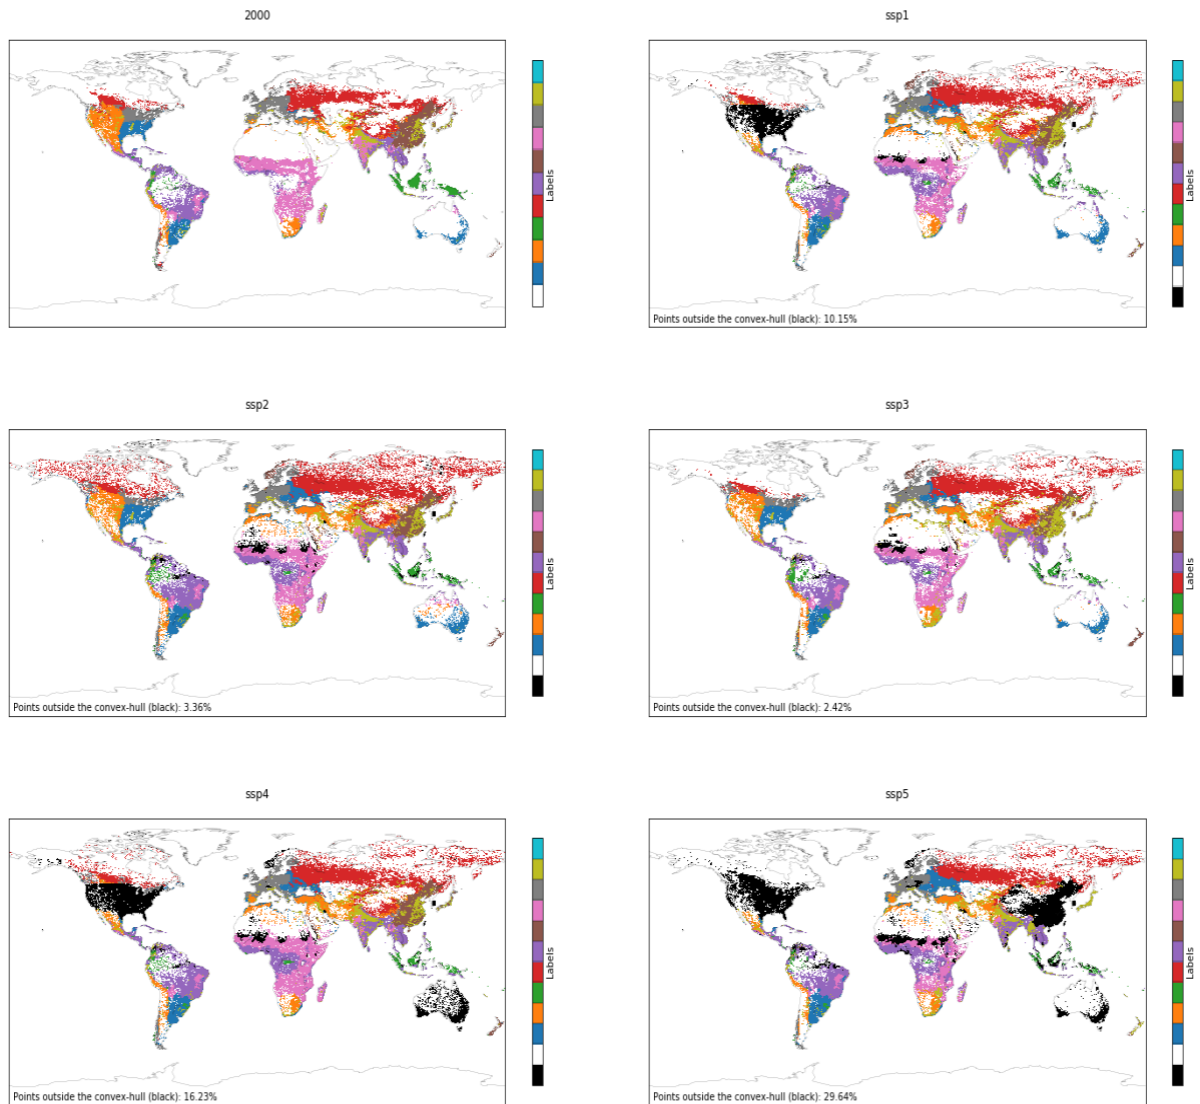 2000
Labels
ssp1
Labels
Points outside the convex-hull (black): 10.15%
ssp2
Labels
Points outside the convex-hull (black): 3.36%
ssp3
Labels
Points outside the convex-hull (black): 2.42%
ssp4
Labels
Points outside the convex-hull (black): 16.23%
ssp5
Labels
Points outside the convex-hull (black): 29.64%